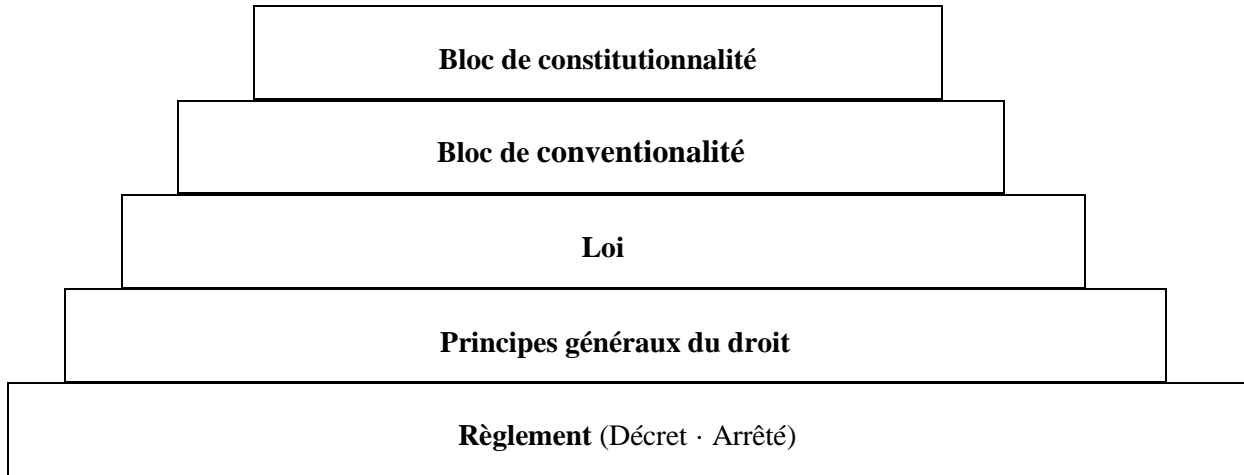 Bloc de constitutionnalité
Bloc de conventionalité
Loi
Principes généraux du droit
Règlement (Décret · Arrêté)